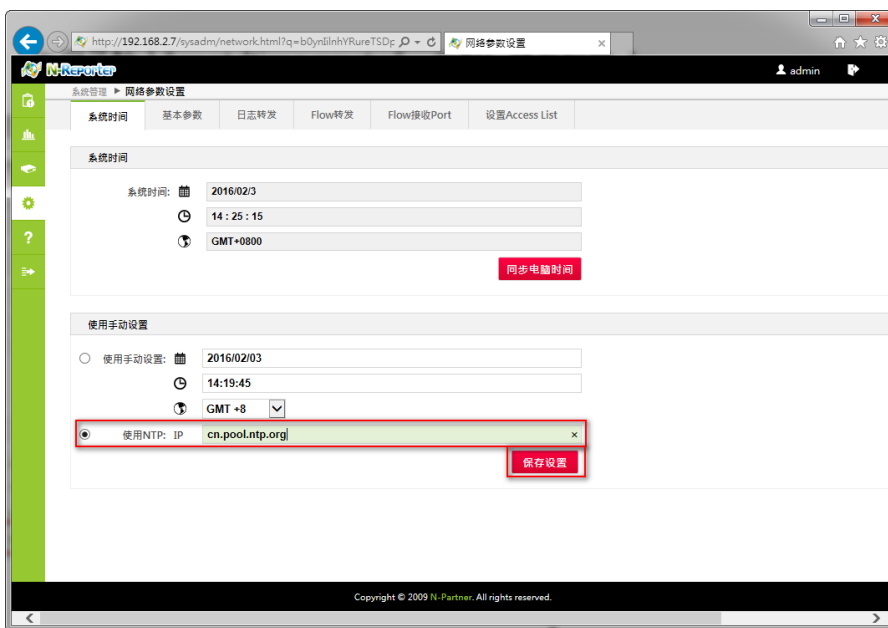 http://192.168.2.7/sysadm/network.html?q=b0ynIilnhYRureTSDp
网络参数设置
N-Reporter
admin
系统管理 ▶ 网络参数设置
系统时间 基本参数 日志转发 Flow转发 Flow接收Port 设置Access List
系统时间
系统时间: 2016/02/3
14 : 25 : 15
GMT+0800
同步电脑时间
使用手动设置
使用手动设置: 2016/02/03
14:19:45
GMT +8
使用NTP: IP cn.pool.ntp.org
保存设置
Copyright © 2009 N-Partner. All rights reserved.